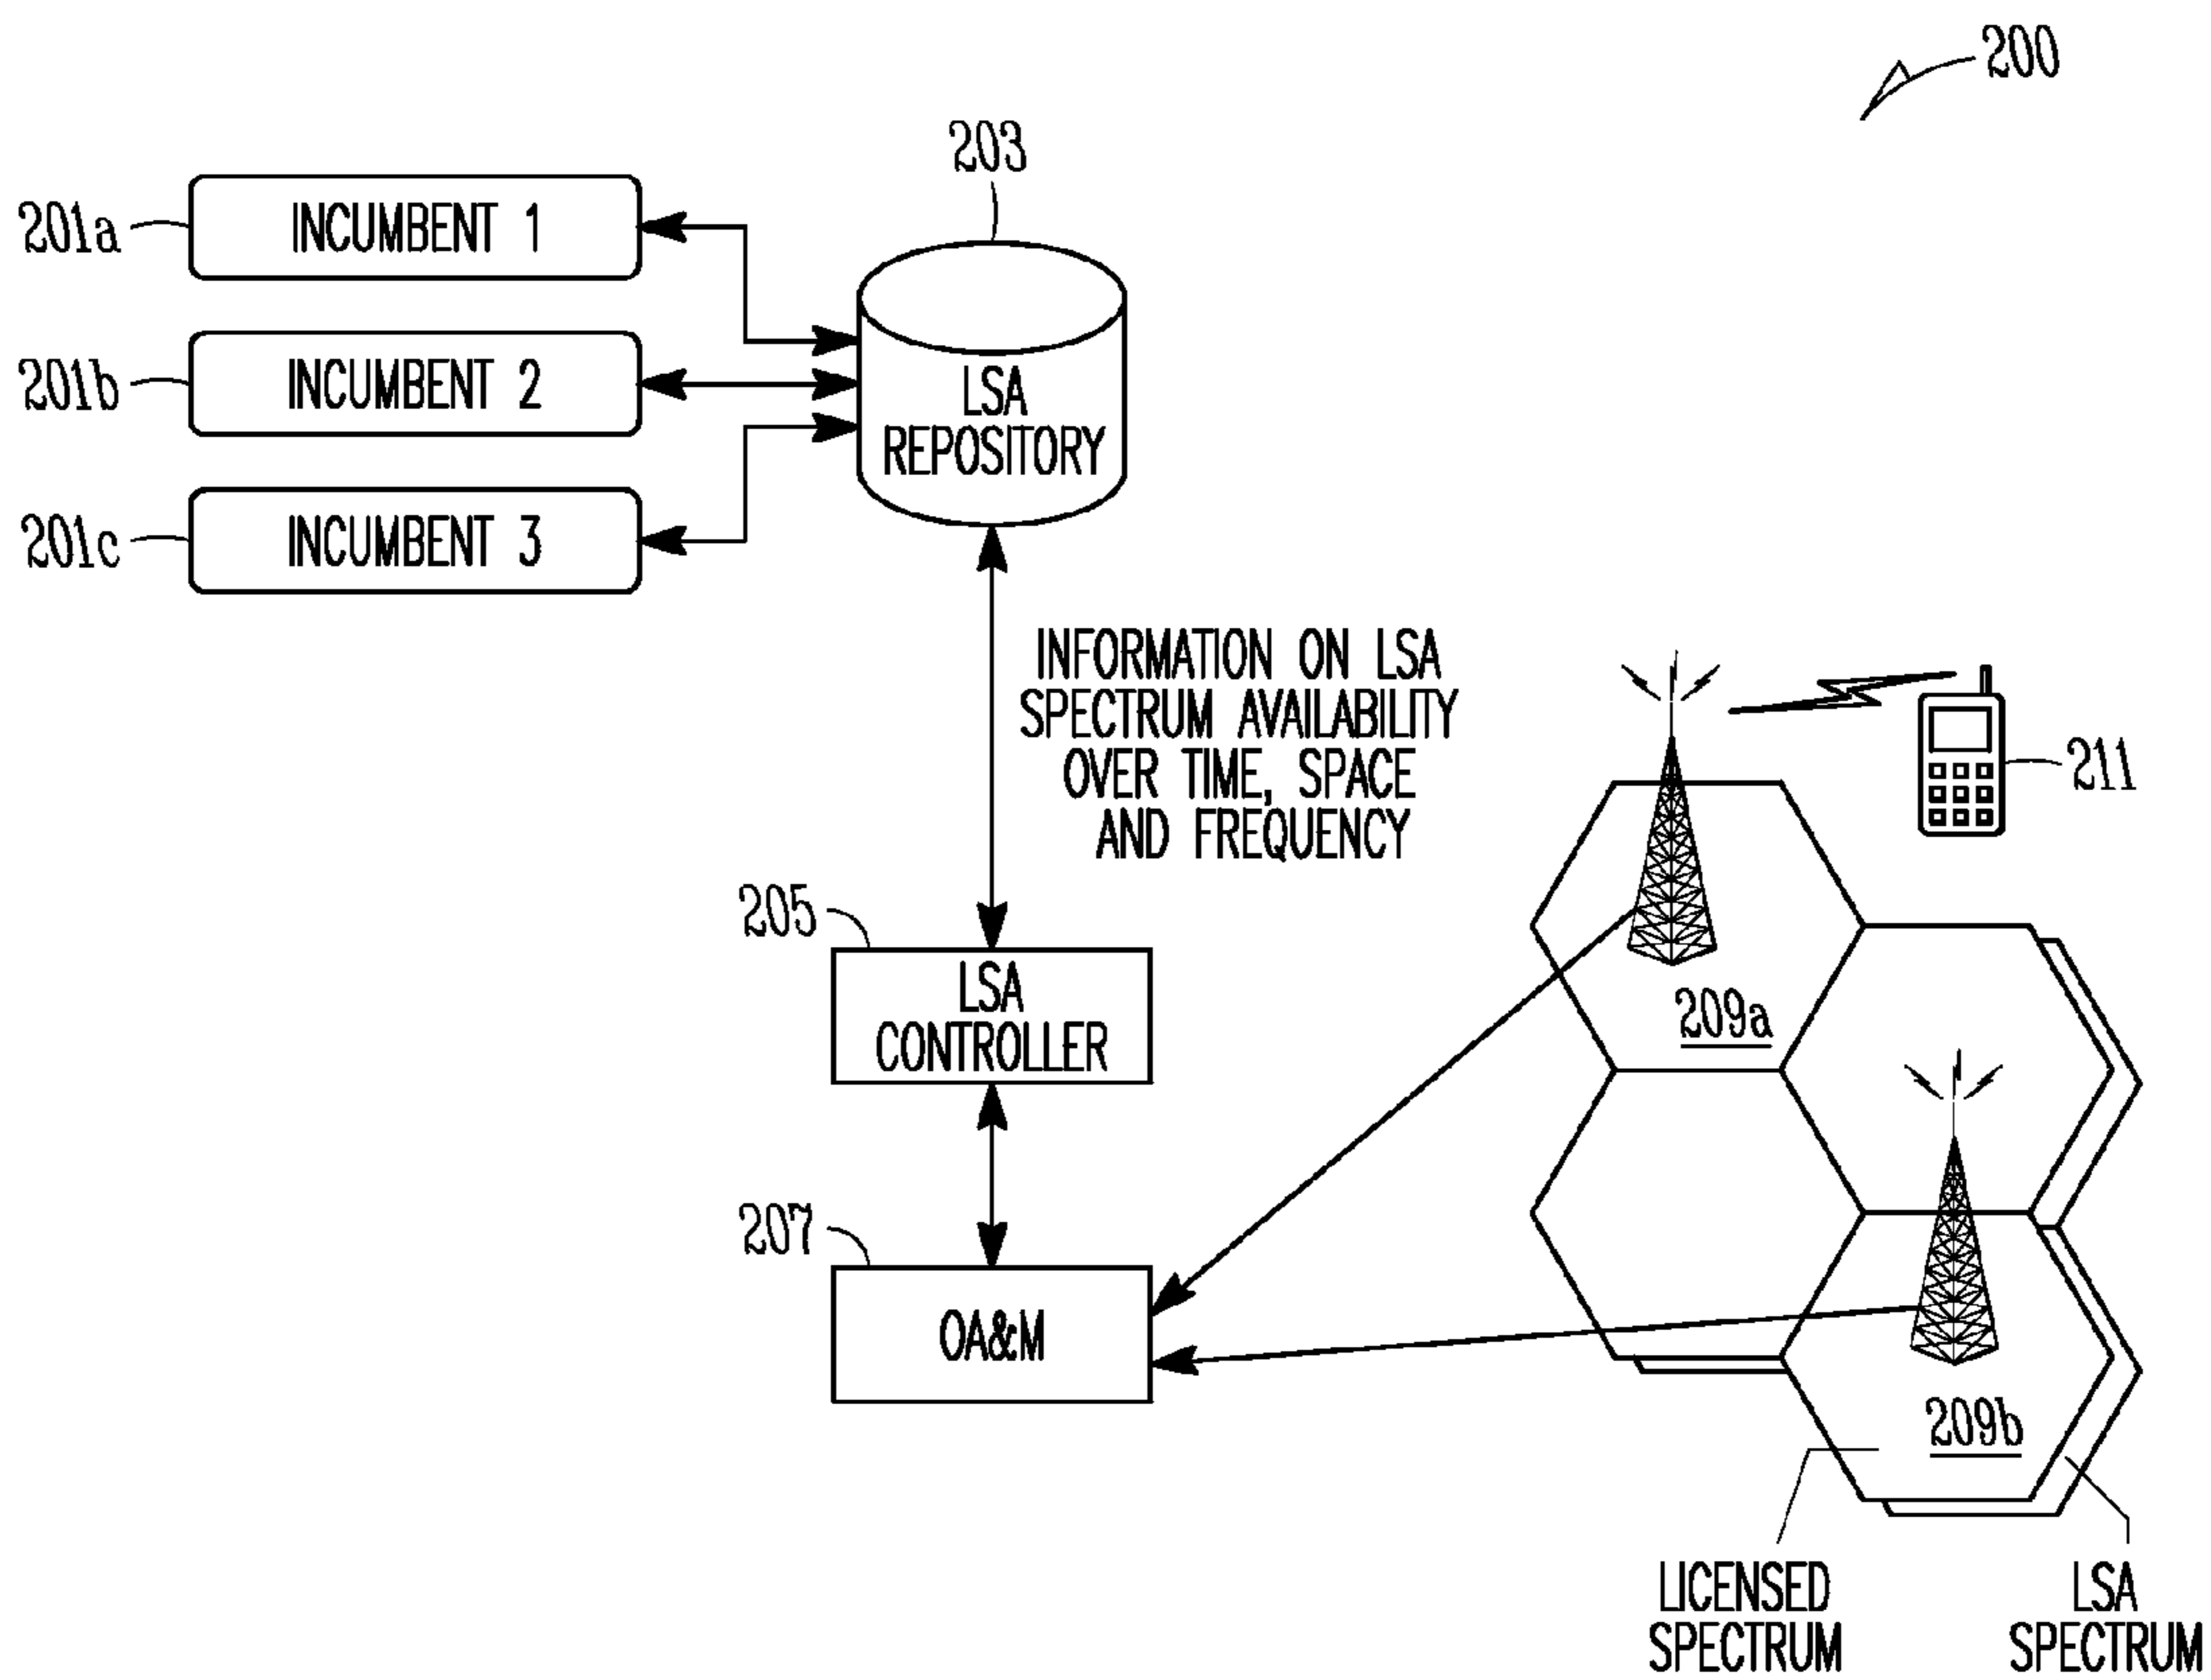 200
203
201a
INCUMBENT 1
201b
INCUMBENT 2
LSA
REPOSITORY
201c
INCUMBENT 3
INFORMATION ON LSA
SPECTRUM AVAILABILITY
OVER TIME, SPACE
AND FREQUENCY
211
205
LSA
CONTROLLER
209a
207
OA&M
209b
LICENSED
SPECTRUM
LSA
SPECTRUM